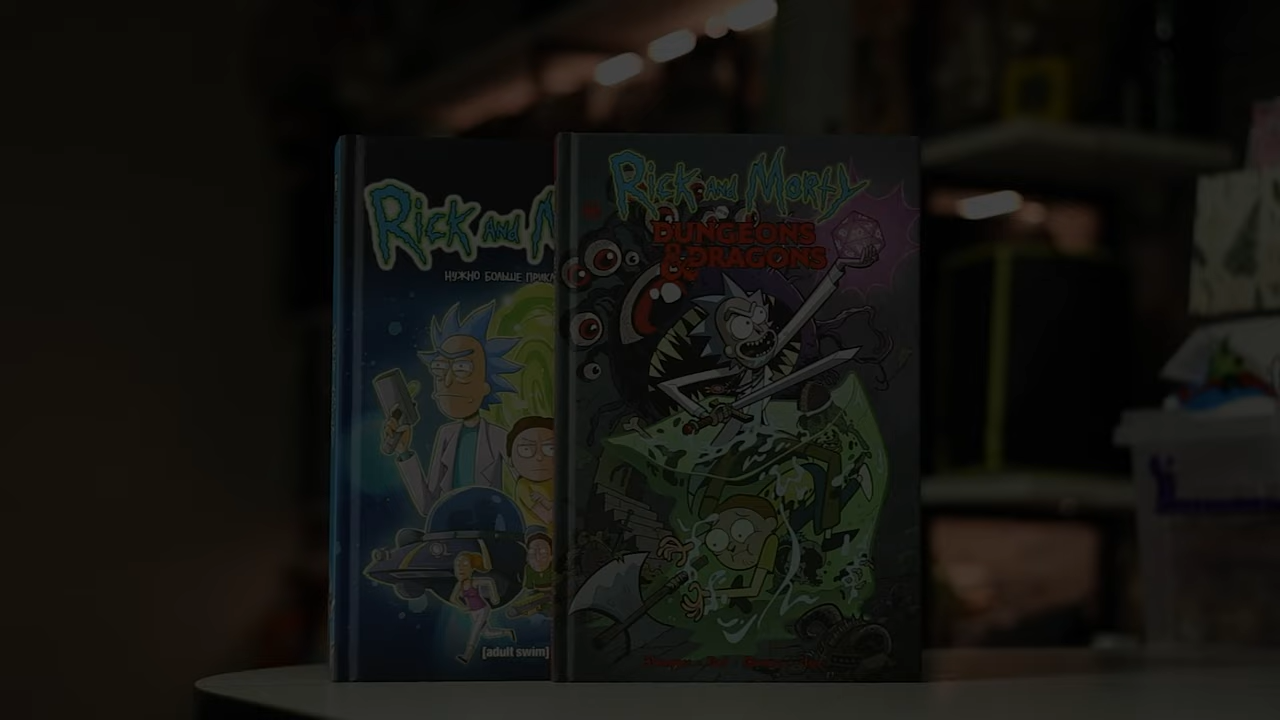 RICK AND M
НУЖНО БОЛЬШЕ ПРИКЛ
[adult swim]
RICK AND MORTY
DUNGEONS
& DRAGONS